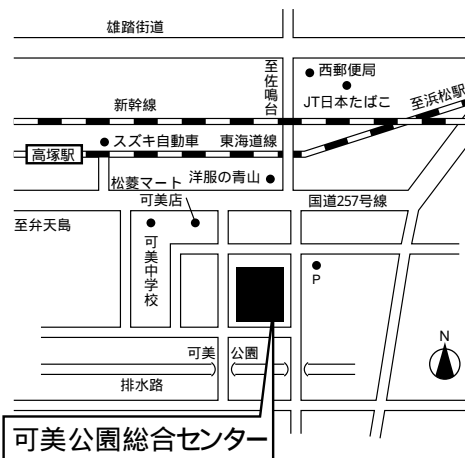 雄踏街道
至佐鳴台
西郵便局
JT日本たばこ
至浜松駅
新幹線
スズキ自動車
東海道線
高塚駅
松菱マート
可美店
洋服の青山
国道257号線
至弁天島
可美中学校
P
N
可美 公園
排水路
可美公園総合センター